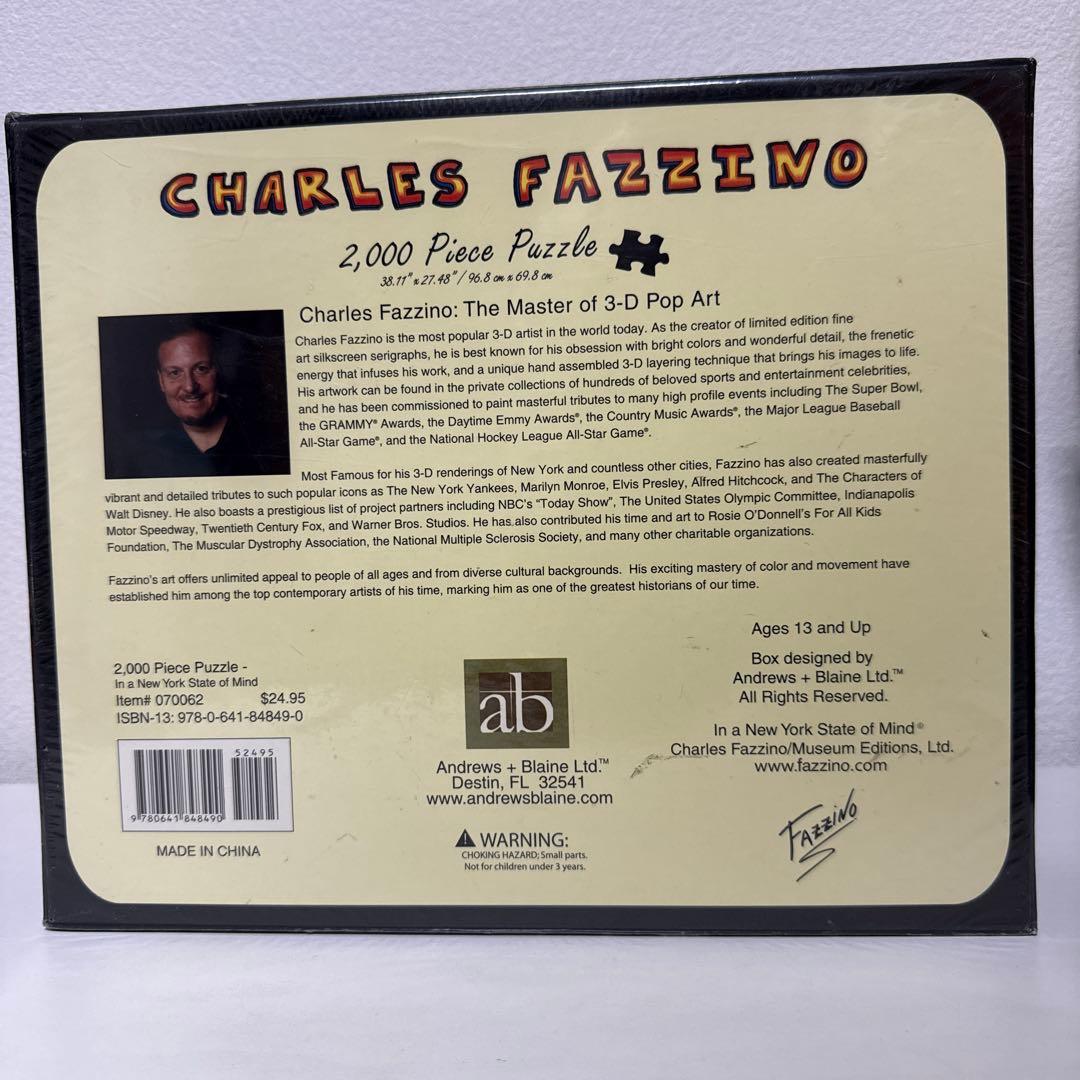 CHARLES FAZZINO
2,000 Piece Puzzle
38.11" x 27.48" / 96.8 cm x 69.8 cm
Charles Fazzino: The Master of 3-D Pop Art
Charles Fazzino is the most popular 3-D artist in the world today. As the creator of limited edition fine
art silkscreen serigraphs, he is best known for his obsession with bright colors and wonderful detail, the frenetic
energy that infuses his work, and a unique hand assembled 3-D layering technique that brings his images to life.
His artwork can be found in the private collections of hundreds of beloved sports and entertainment celebrities,
and he has been commissioned to paint masterful tributes to many high profile events including The Super Bowl,
the GRAMMY® Awards, the Daytime Emmy Awards®, the Country Music Awards®, the Major League Baseball
All-Star Game®, and the National Hockey League All-Star Game®.
Most Famous for his 3-D renderings of New York and countless other cities, Fazzino has also created masterfully
vibrant and detailed tributes to such popular icons as The New York Yankees, Marilyn Monroe, Elvis Presley, Alfred Hitchcock, and The Characters of
Walt Disney. He also boasts a prestigious list of project partners including NBC's "Today Show", The United States Olympic Committee, Indianapolis
Motor Speedway, Twentieth Century Fox, and Warner Bros. Studios. He has also contributed his time and art to Rosie O'Donnell's For All Kids
Foundation, The Muscular Dystrophy Association, the National Multiple Sclerosis Society, and many other charitable organizations.
Fazzino's art offers unlimited appeal to people of all ages and from diverse cultural backgrounds. His exciting mastery of color and movement have
established him among the top contemporary artists of his time, marking him as one of the greatest historians of our time.
2,000 Piece Puzzle -
In a New York State of Mind
Item# 070062 $24.95
ISBN-13: 978-0-641-84849-0
52495
9 780641 848490
MADE IN CHINA
ab
Andrews + Blaine Ltd.™
Destin, FL 32541
www.andrewsblaine.com
WARNING:
CHOKING HAZARD; Small parts.
Not for children under 3 years.
Ages 13 and Up
Box designed by
Andrews + Blaine Ltd.™
All Rights Reserved.
In a New York State of Mind®
Charles Fazzino/Museum Editions, Ltd.
www.fazzino.com
FAZZINO